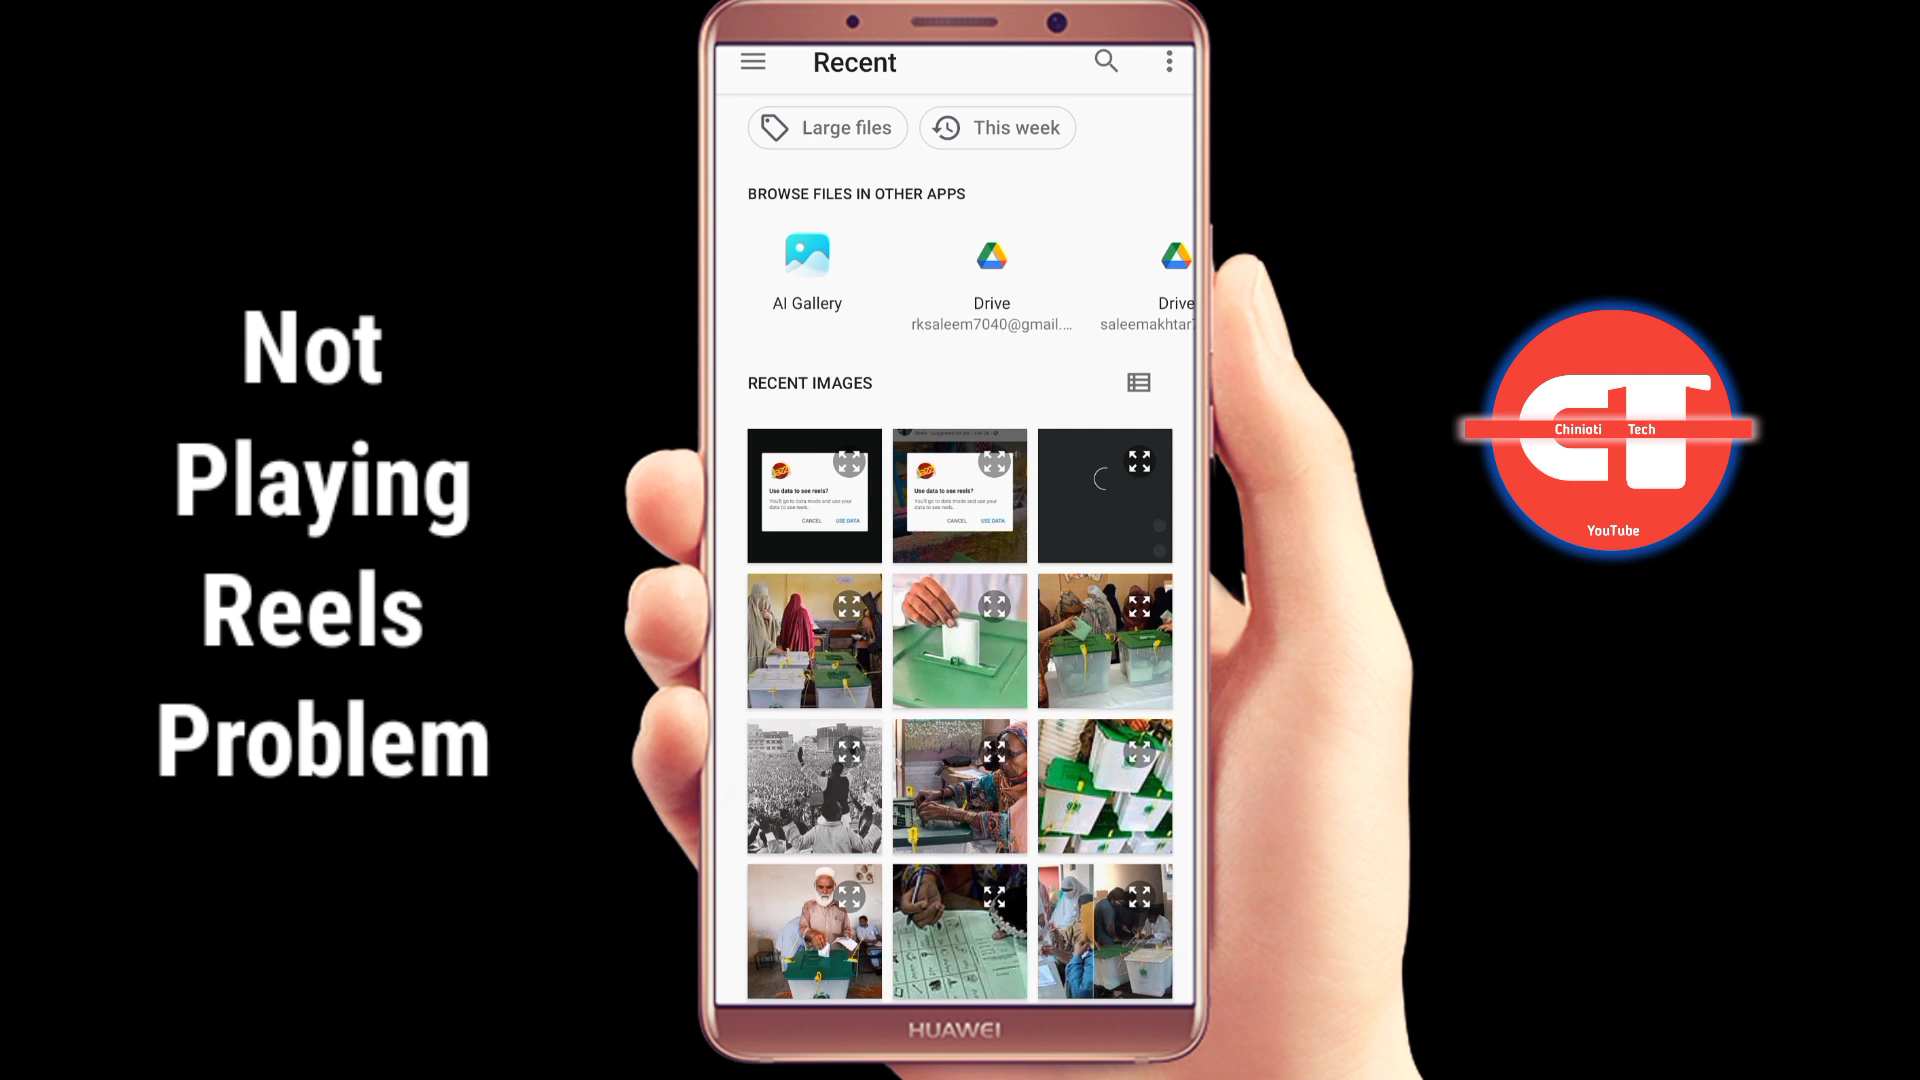 Not
Playing
Reels
Problem
Recent
Large files
This week
BROWSE FILES IN OTHER APPS
AI Gallery
Drive
rksaleem7040@gmail....
Drive
saleemakhtar7
RECENT IMAGES
Use data to see reels?
You'll go to data mode and use your
data to see reels.
CANCEL USE DATA
Use data to see reels?
You'll go to data mode and use your
data to see reels.
CANCEL USE DATA
HUAWEI
Chinioti Tech
YouTube